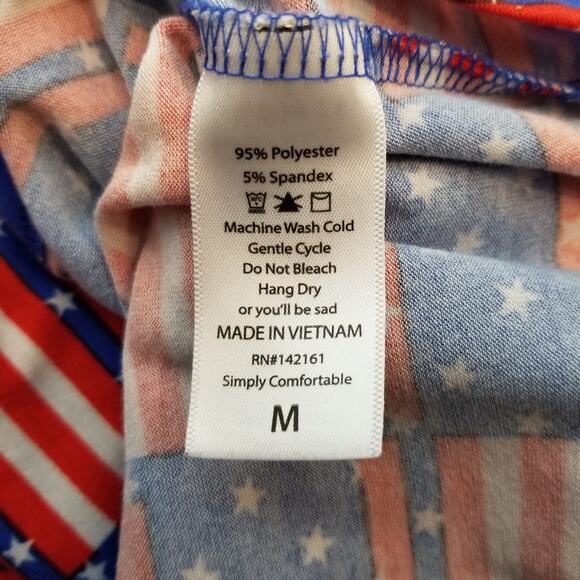 95% Polyester
5% Spandex
Machine Wash Cold
Gentle Cycle
Do Not Bleach
Hang Dry
or you'll be sad
MADE IN VIETNAM
RN#142161
Simply Comfortable
M